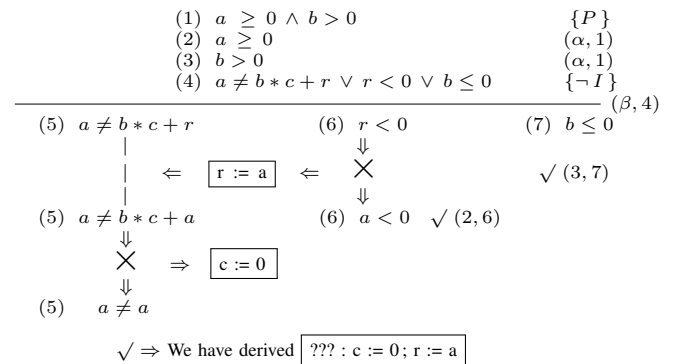 (1) a ≥ 0 ∧ b > 0 {P}
(2) a ≥ 0 (α, 1)
(3) b > 0 (α, 1)
(4) a ≠ b ∗ c + r ∨ r < 0 ∨ b ≤ 0 {¬ I}
(β, 4)
(5) a ≠ b ∗ c + r (6) r < 0 (7) b ≤ 0
| ⇓
| ⇐ r := a ⇐ ✕ √ (3, 7)
| ⇓
(5) a ≠ b ∗ c + a (6) a < 0 √ (2, 6)
⇓
✕ ⇒ c := 0
⇓
(5) a ≠ a
√ ⇒ We have derived ??? : c := 0 ; r := a